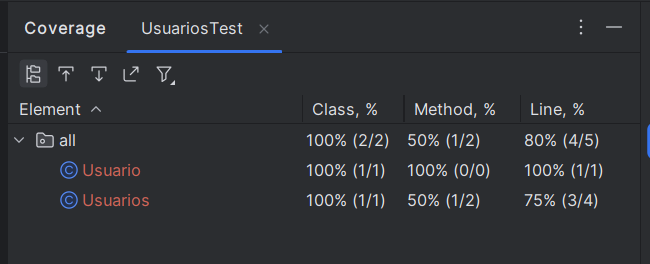 Coverage UsuariosTest
Element Class, % Method, % Line, %
all 100% (2/2) 50% (1/2) 80% (4/5)
Usuario 100% (1/1) 100% (0/0) 100% (1/1)
Usuarios 100% (1/1) 50% (1/2) 75% (3/4)